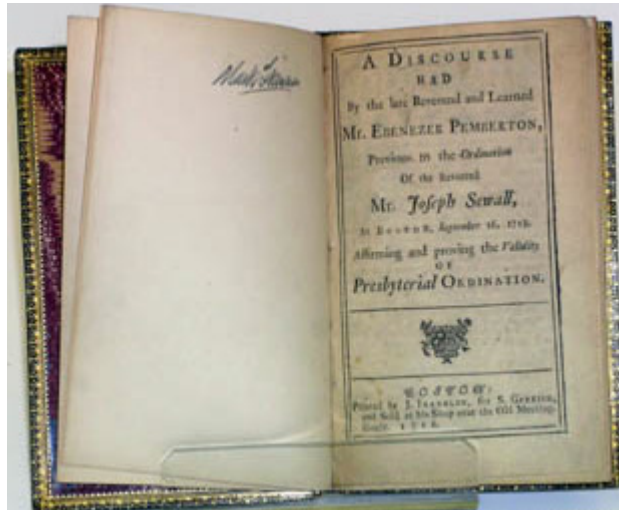 A DISCOURSE
HAD
By the late Reverend and Learned
Mr. EBENEZER PEMBERTON,
Previous to the Ordination
Of the Reverend
Mr. Joseph Sewall,
At BOSTON, September 16. 1713.
Affirming and proving the Validity
OF
Presbyterial ORDINATION.
BOSTON:
Printed by J. FRANKLIN, for S. GERRISH,
and Sold at his Shop near the Old Meeting
House.